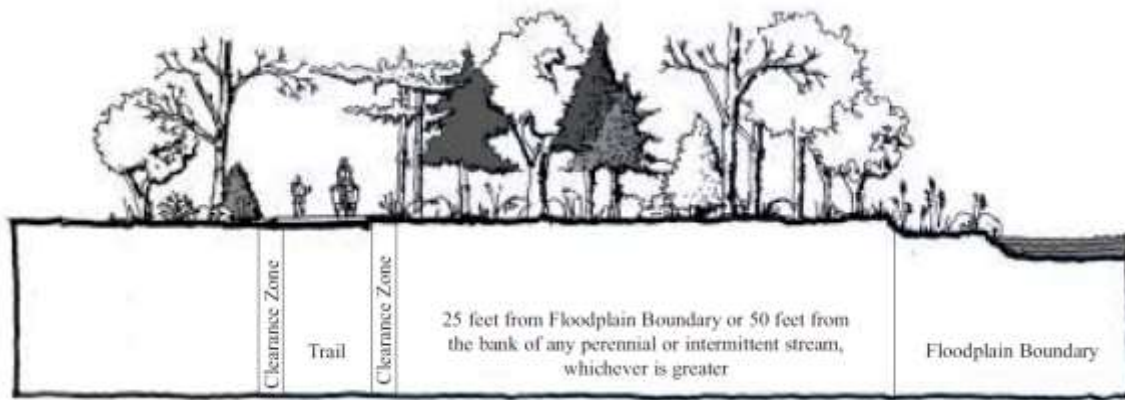 Clearance Zone
Trail
Clearance Zone
25 feet from Floodplain Boundary or 50 feet from
the bank of any perennial or intermittent stream,
whichever is greater
Floodplain Boundary